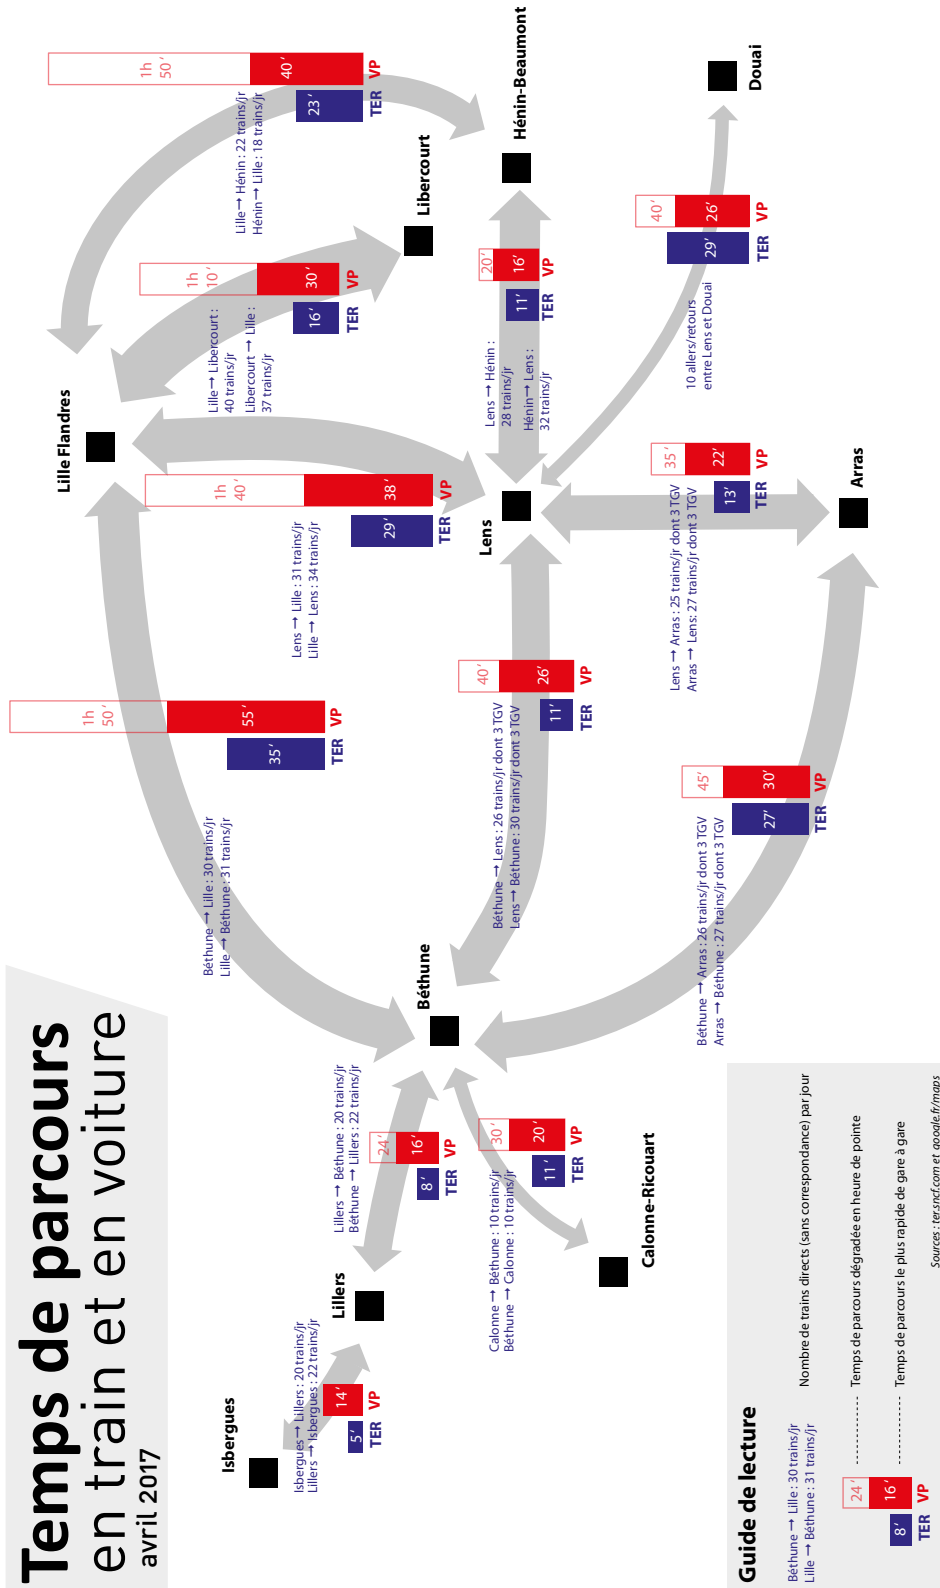 Temps de parcours
en train et en voiture
avril 2017
Isbergues
Isbergues → Lillers : 20 trains/jr
Lillers → Isbergues : 22 trains/jr
5’
14’
TER
VP
Lillers
Lillers → Béthune : 20 trains/jr
Béthune → Lillers : 22 trains/jr
24’
8’
16’
TER
VP
Calonne-Ricouart
Calonne → Béthune : 10 trains/jr
Béthune → Calonne : 10 trains/jr
30’
11’
20’
TER
VP
Béthune
Béthune → Lille : 30 trains/jr
Lille → Béthune : 31 trains/jr
1h
50’
35’
55’
TER
VP
Béthune → Lens : 26 trains/jr dont 3 TGV
Lens → Béthune : 30 trains/jr dont 3 TGV
40’
11’
26’
TER
VP
Béthune → Arras : 26 trains/jr dont 3 TGV
Arras → Béthune : 27 trains/jr dont 3 TGV
45’
27’
30’
TER
VP
Lille Flandres
Lens → Lille : 31 trains/jr
Lille → Lens : 34 trains/jr
1h
40’
29’
38’
TER
VP
Lens
Lens → Arras : 25 trains/jr dont 3 TGV
Arras → Lens: 27 trains/jr dont 3 TGV
35’
13’
22’
TER
VP
Arras
Lille → Libercourt :
40 trains/jr
Libercourt → Lille :
37 trains/jr
1h
10’
16’
30’
TER
VP
Libercourt
Lille → Hénin : 22 trains/jr
Hénin → Lille : 18 trains/jr
1h
50’
23’
40’
TER
VP
Lens → Hénin :
28 trains/jr
Hénin → Lens :
32 trains/jr
20’
11’
16’
TER
VP
Hénin-Beaumont
10 allers/retours
entre Lens et Douai
40’
29’
26’
TER
VP
Douai
Guide de lecture
Béthune → Lille : 30 trains/jr
Lille → Béthune : 31 trains/jr
Nombre de trains directs (sans correspondance) par jour
24’
Temps de parcours dégradée en heure de pointe
8’
16’
Temps de parcours le plus rapide de gare à gare
TER
VP
Sources : ter.sncf.com et google.fr/maps